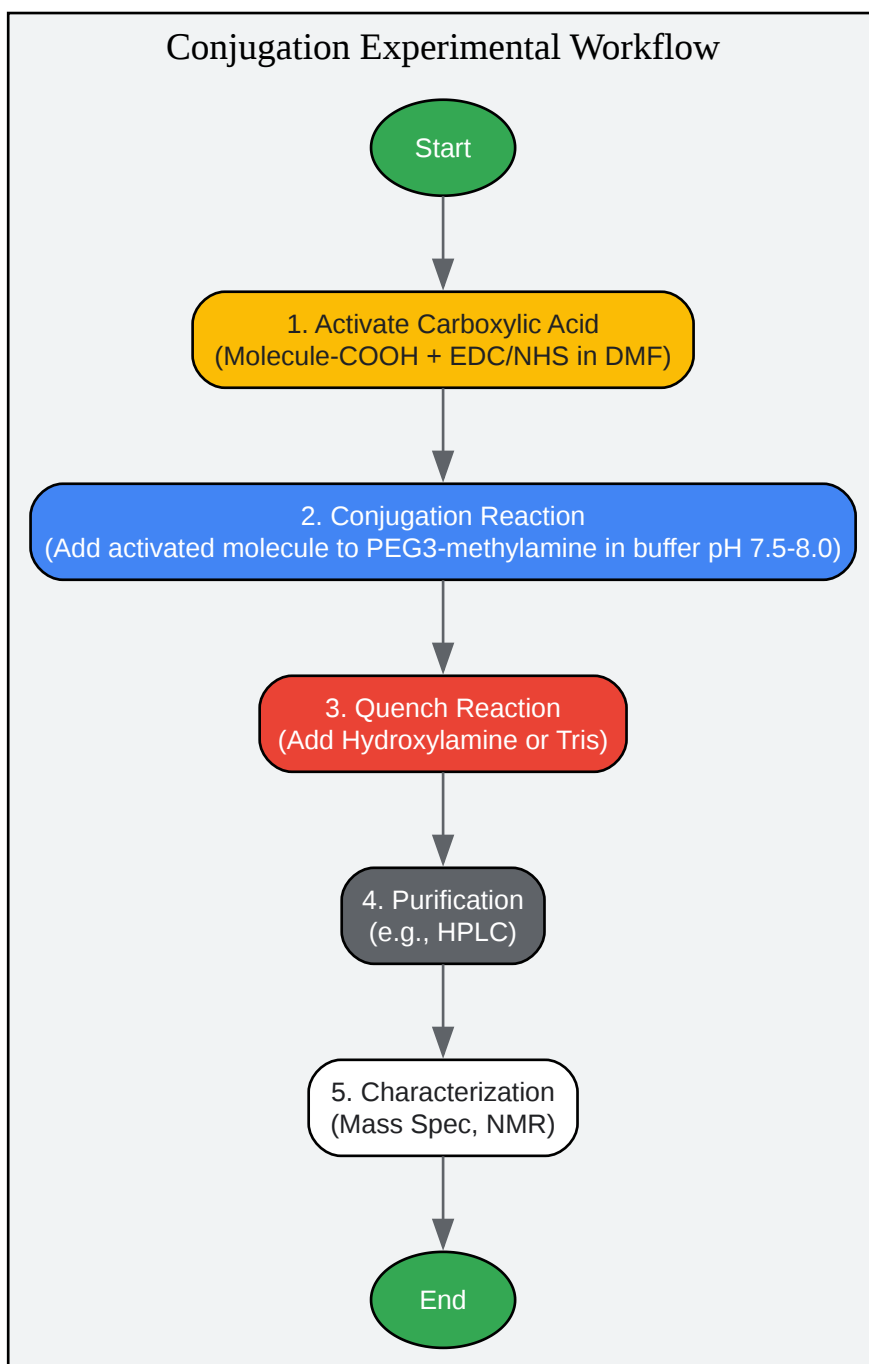 Conjugation Experimental Workflow
Start
1. Activate Carboxylic Acid
(Molecule-COOH + EDC/NHS in DMF)
2. Conjugation Reaction
(Add activated molecule to PEG3-methylamine in buffer pH 7.5-8.0)
3. Quench Reaction
(Add Hydroxylamine or Tris)
4. Purification
(e.g., HPLC)
5. Characterization
(Mass Spec, NMR)
End